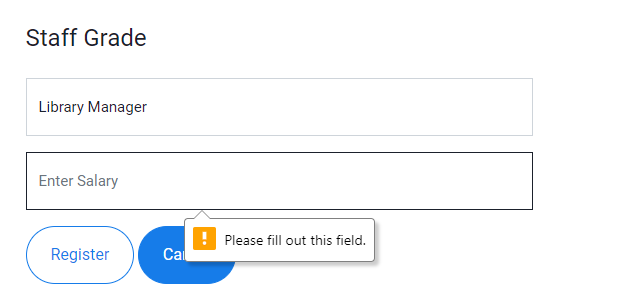 Staff Grade
Library Manager
Enter Salary
Please fill out this field.
Register